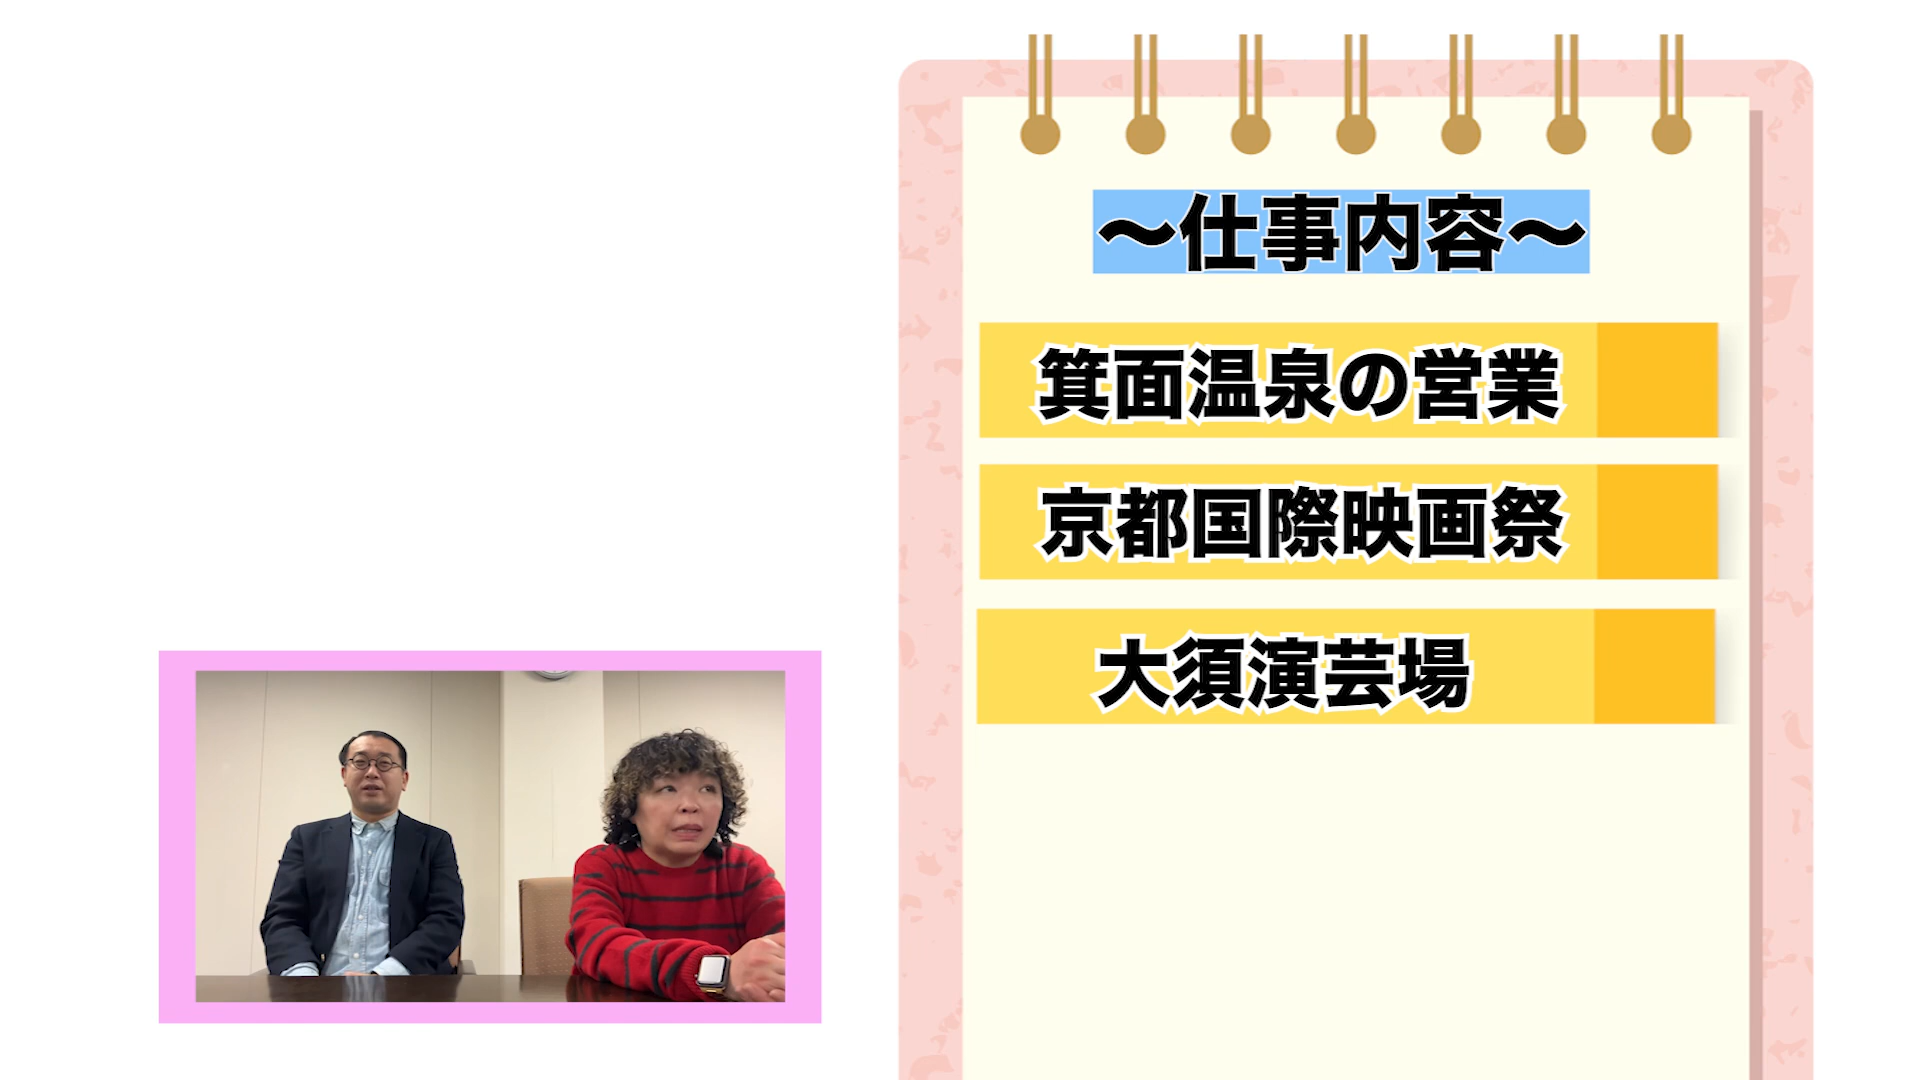 ～仕事内容～
箕面温泉の営業
京都国際映画祭
大須演芸場